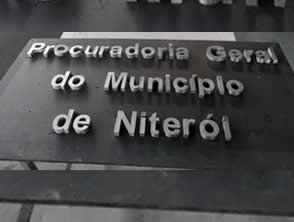 Procuradoria Geral
do Município
de Niterói